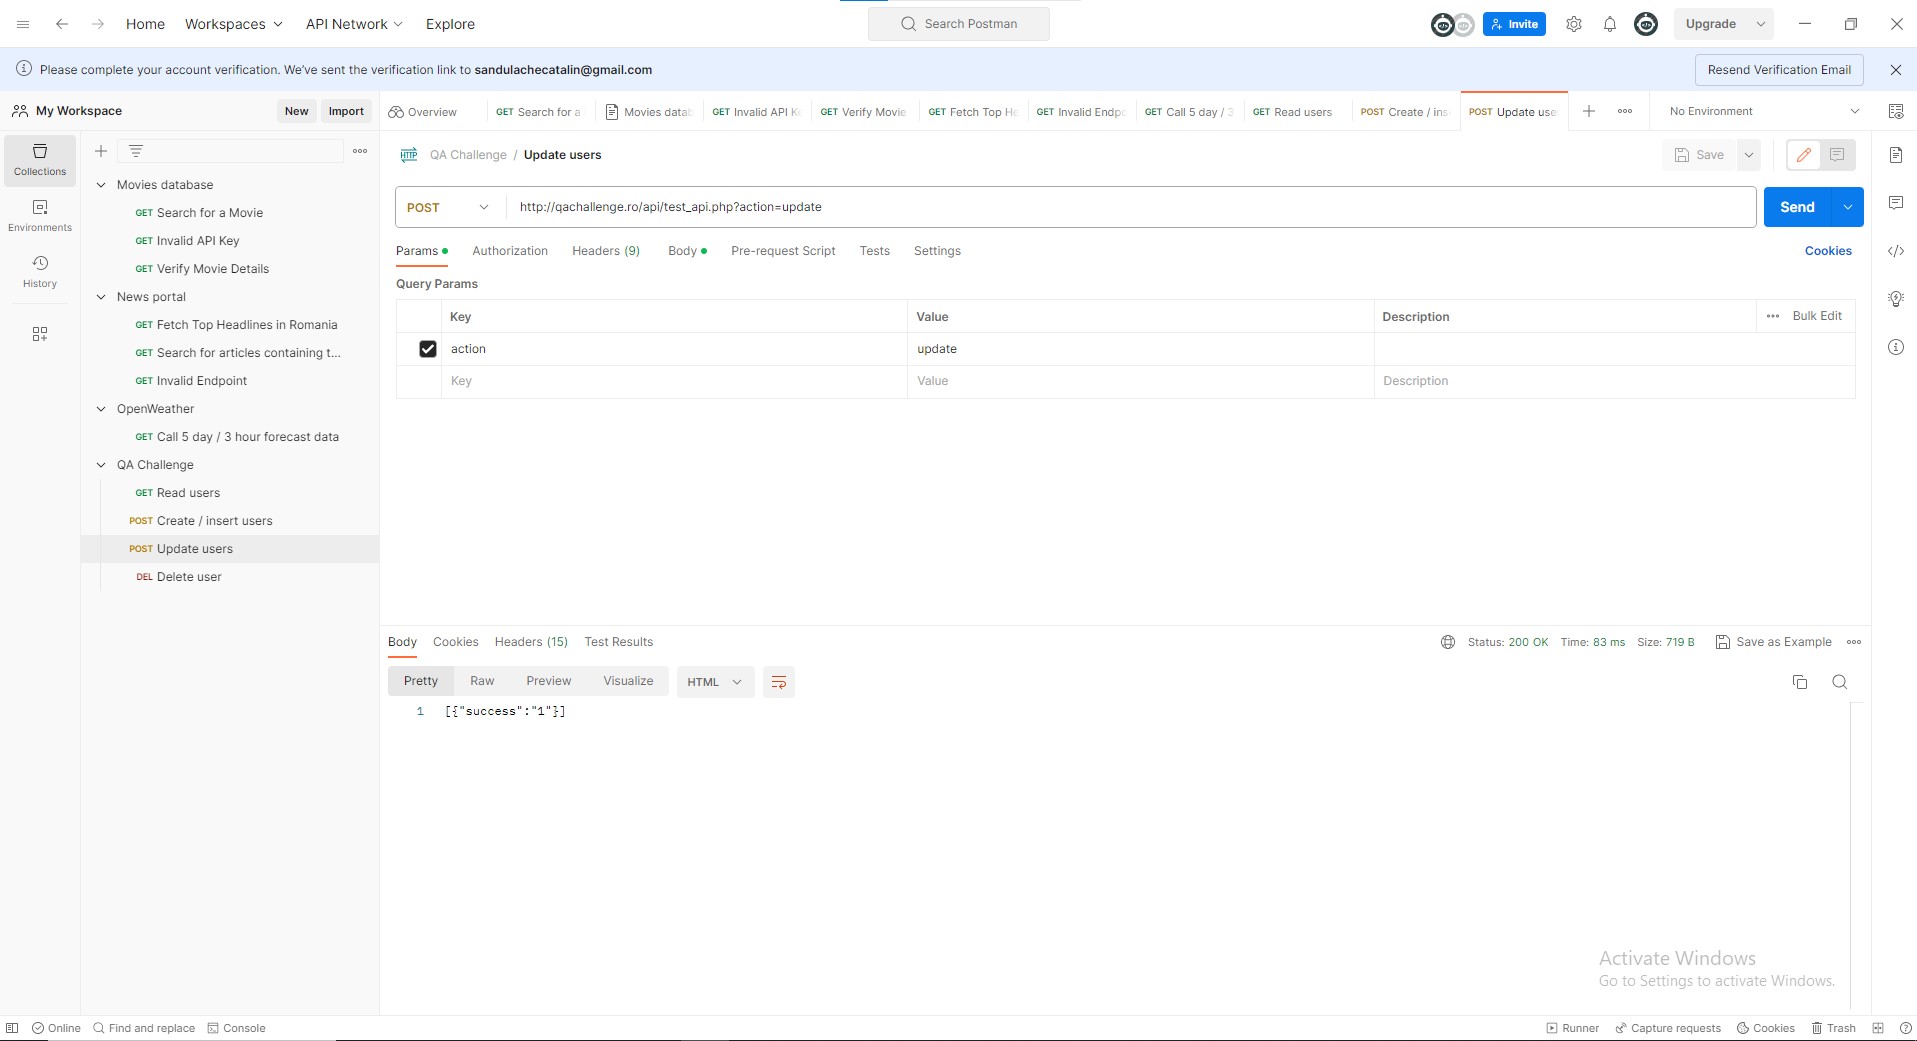 Home Workspaces API Network Explore Search Postman Invite Upgrade
Please complete your account verification. We've sent the verification link to sandulachecatalin@gmail.com Resend Verification Email
My Workspace New Import Overview GET Search for a Movies datab GET Invalid API K GET Verify Movie GET Fetch Top He GET Invalid Endpo GET Call 5 day / 3 GET Read users POST Create / ins POST Update use No Environment
Collections
Environments
History
Movies database
GET Search for a Movie
GET Invalid API Key
GET Verify Movie Details
News portal
GET Fetch Top Headlines in Romania
GET Search for articles containing t...
GET Invalid Endpoint
OpenWeather
GET Call 5 day / 3 hour forecast data
QA Challenge
GET Read users
POST Create / insert users
POST Update users
DEL Delete user
HTTP QA Challenge / Update users Save
POST http://qachallenge.ro/api/test_api.php?action=update Send
Params Authorization Headers (9) Body Pre-request Script Tests Settings Cookies
Query Params
Key Value Description Bulk Edit
action update
Key Value Description
Body Cookies Headers (15) Test Results Status: 200 OK Time: 83 ms Size: 719 B Save as Example
Pretty Raw Preview Visualize HTML
1 [{"success":"1"}]
Activate Windows
Go to Settings to activate Windows.
Online Find and replace Console Runner Capture requests Cookies Trash